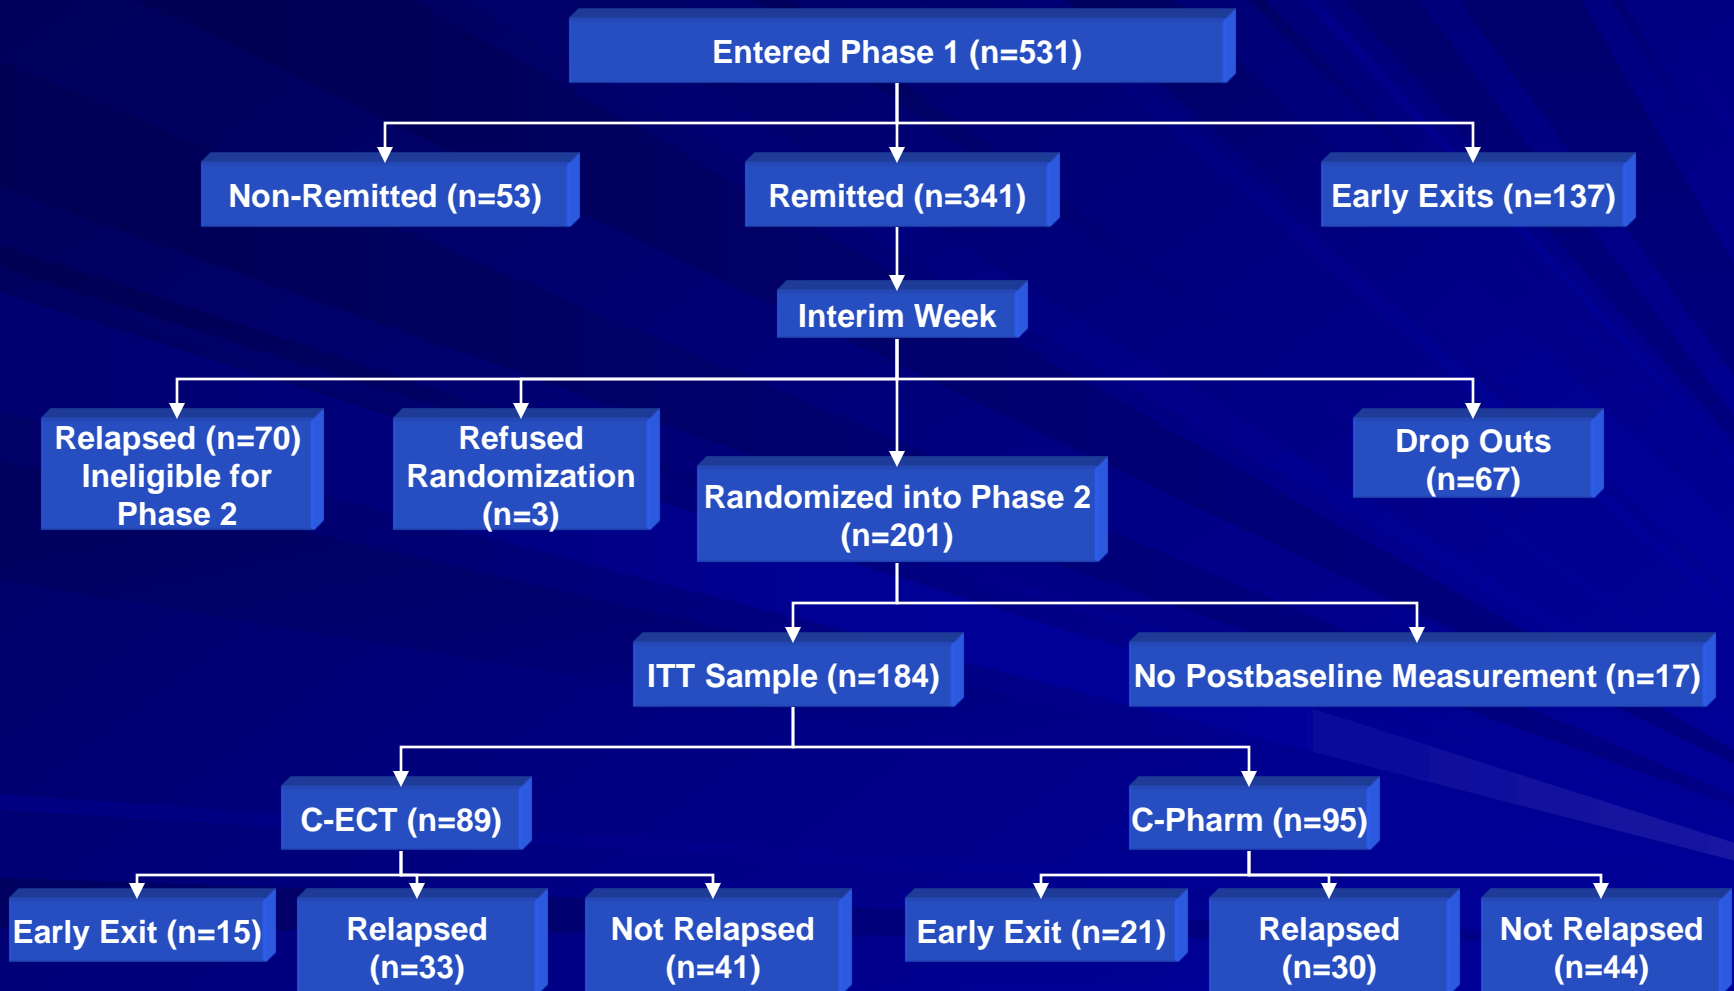 Entered Phase 1 (n=531)
Non-Remitted (n=53)
Remitted (n=341)
Early Exits (n=137)
Interim Week
Relapsed (n=70)
Ineligible for
Phase 2
Refused
Randomization
(n=3)
Randomized into Phase 2
(n=201)
Drop Outs
(n=67)
ITT Sample (n=184)
No Postbaseline Measurement (n=17)
C-ECT (n=89)
C-Pharm (n=95)
Early Exit (n=15)
Relapsed
(n=33)
Not Relapsed
(n=41)
Early Exit (n=21)
Relapsed
(n=30)
Not Relapsed
(n=44)